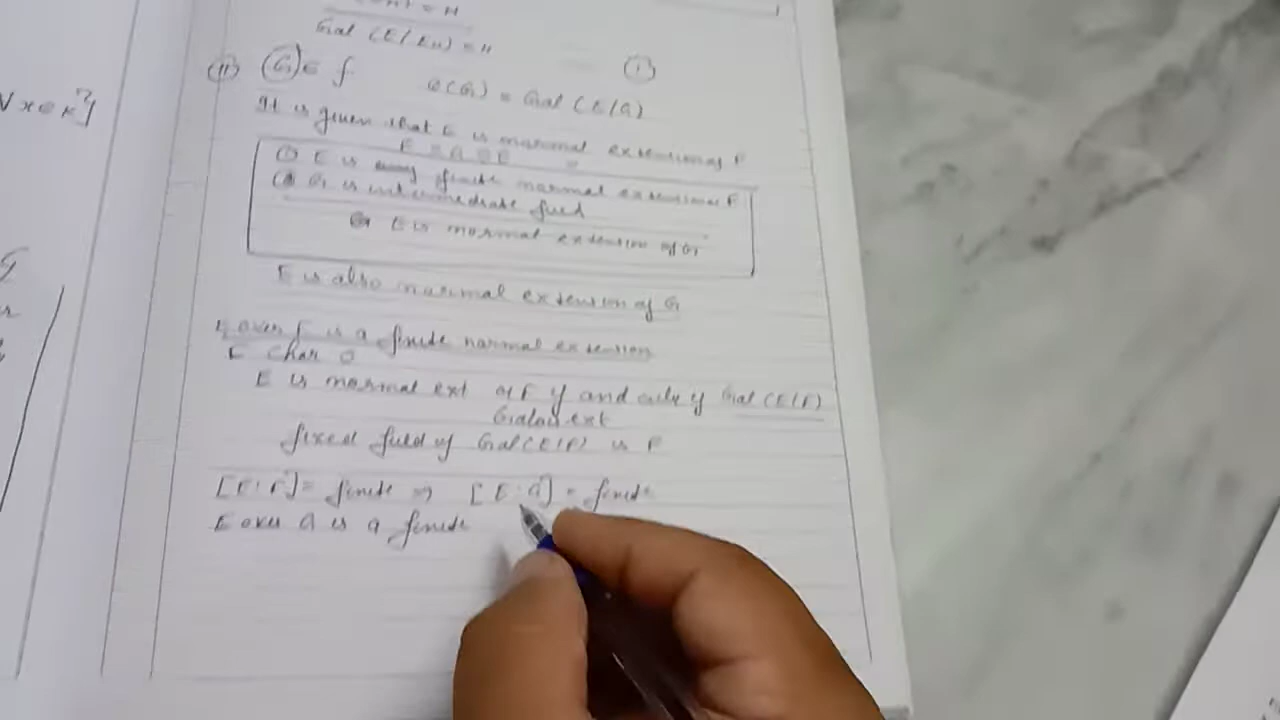 = H
Gal (E/EH) = H
∀ x ∈ K}
(ii) (G) ∈ f (1)
φ(G) = Gal (E/G)
It is given that E is normal extension of F
(1) E is any finite normal extension F
(2) G is intermediate field
E is normal extension of G
E is also normal extension of G
E over F is a finite normal extension
Char 0
E is normal ext of F if and only if Gal (E/F)
Galois ext
fixed field of Gal (E/F) is F
[E:F] = finite ⇒ [E:G] = finite
E over G is a finite